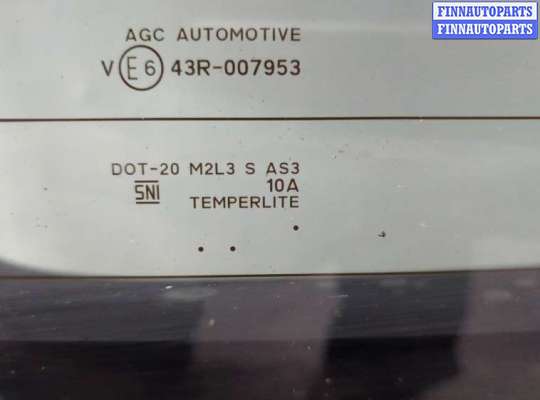 FINNAUTOPARTS
FINNAUTOPARTS
AGC AUTOMOTIVE
V E6 43R-007953
DOT-20 M2L3 S AS3
SNI 10A
TEMPERLITE